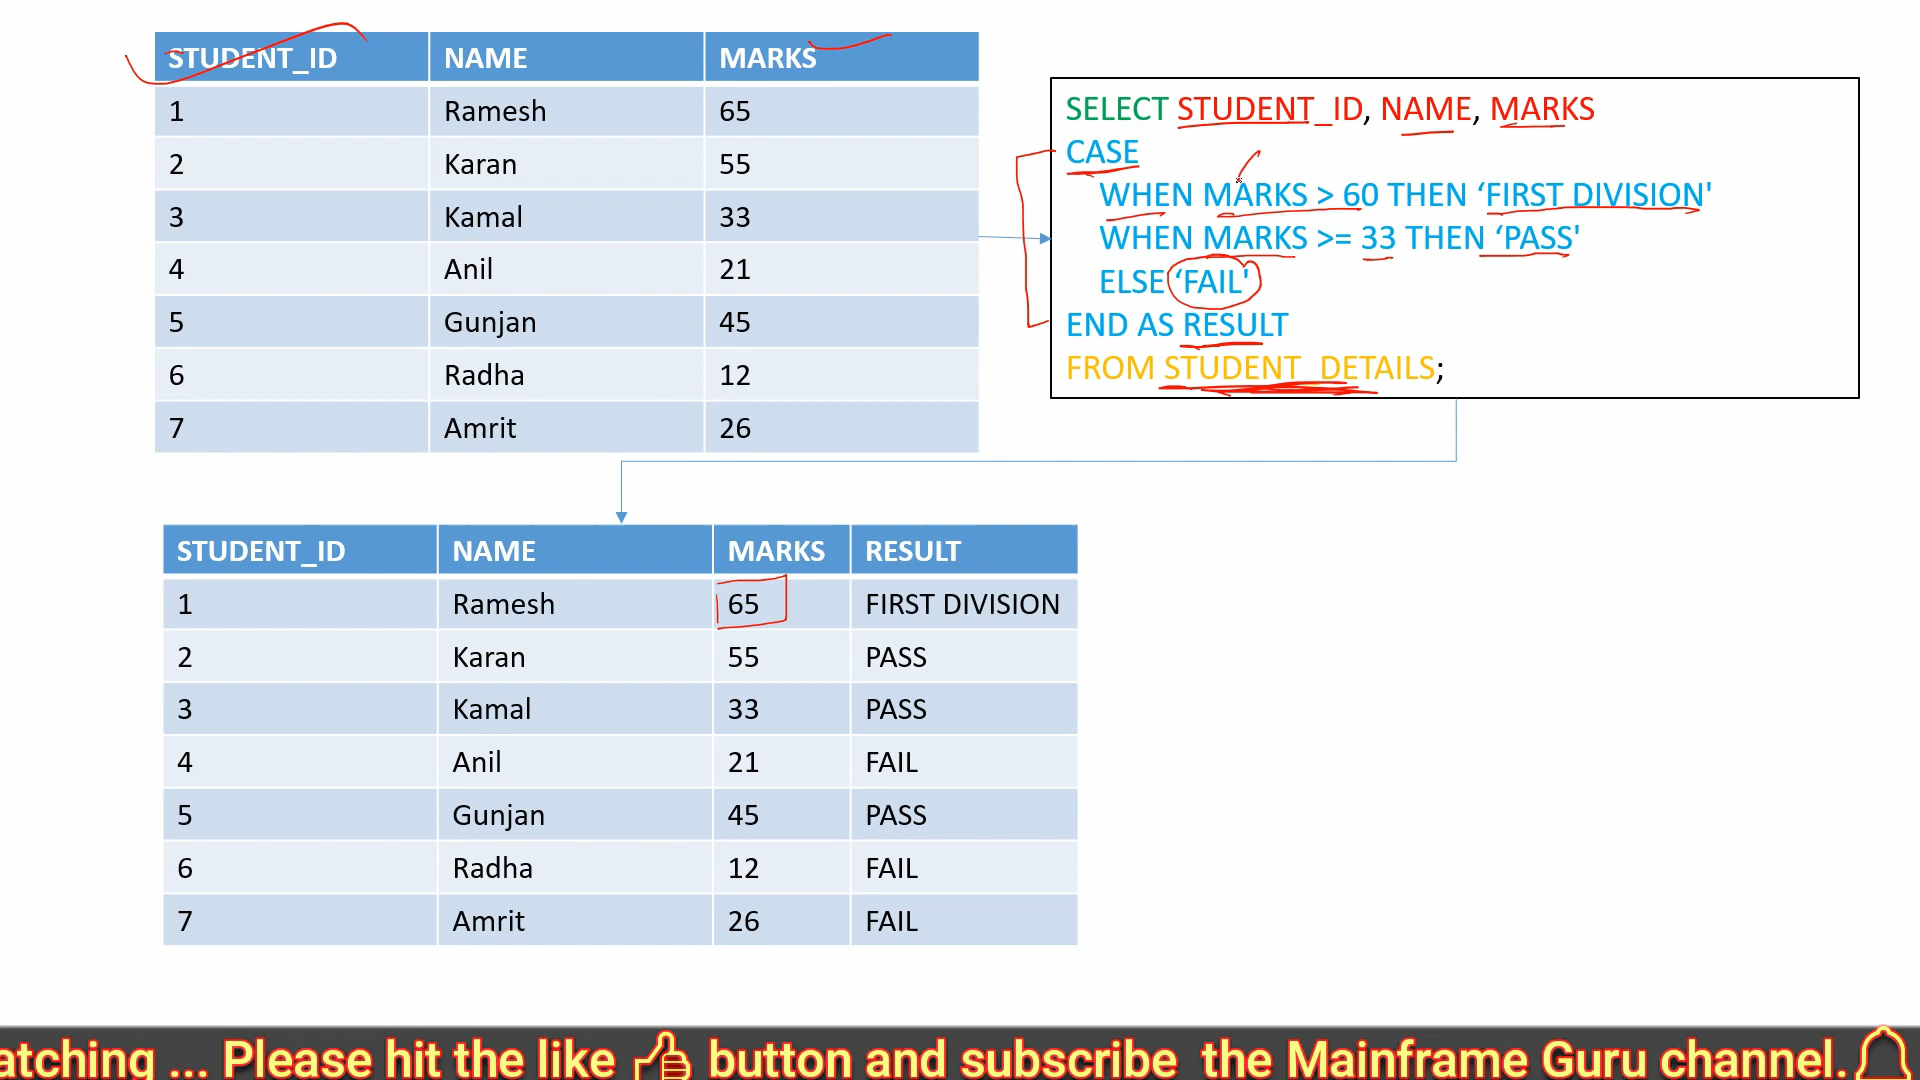 STUDENT_ID NAME MARKS
1 Ramesh 65
2 Karan 55
3 Kamal 33
4 Anil 21
5 Gunjan 45
6 Radha 12
7 Amrit 26
SELECT STUDENT_ID, NAME, MARKS
CASE
WHEN MARKS > 60 THEN ‘FIRST DIVISION'
WHEN MARKS >= 33 THEN ‘PASS'
ELSE ‘FAIL'
END AS RESULT
FROM STUDENT_DETAILS;
STUDENT_ID NAME MARKS RESULT
1 Ramesh 65 FIRST DIVISION
2 Karan 55 PASS
3 Kamal 33 PASS
4 Anil 21 FAIL
5 Gunjan 45 PASS
6 Radha 12 FAIL
7 Amrit 26 FAIL
atching ... Please hit the like button and subscribe the Mainframe Guru channel.